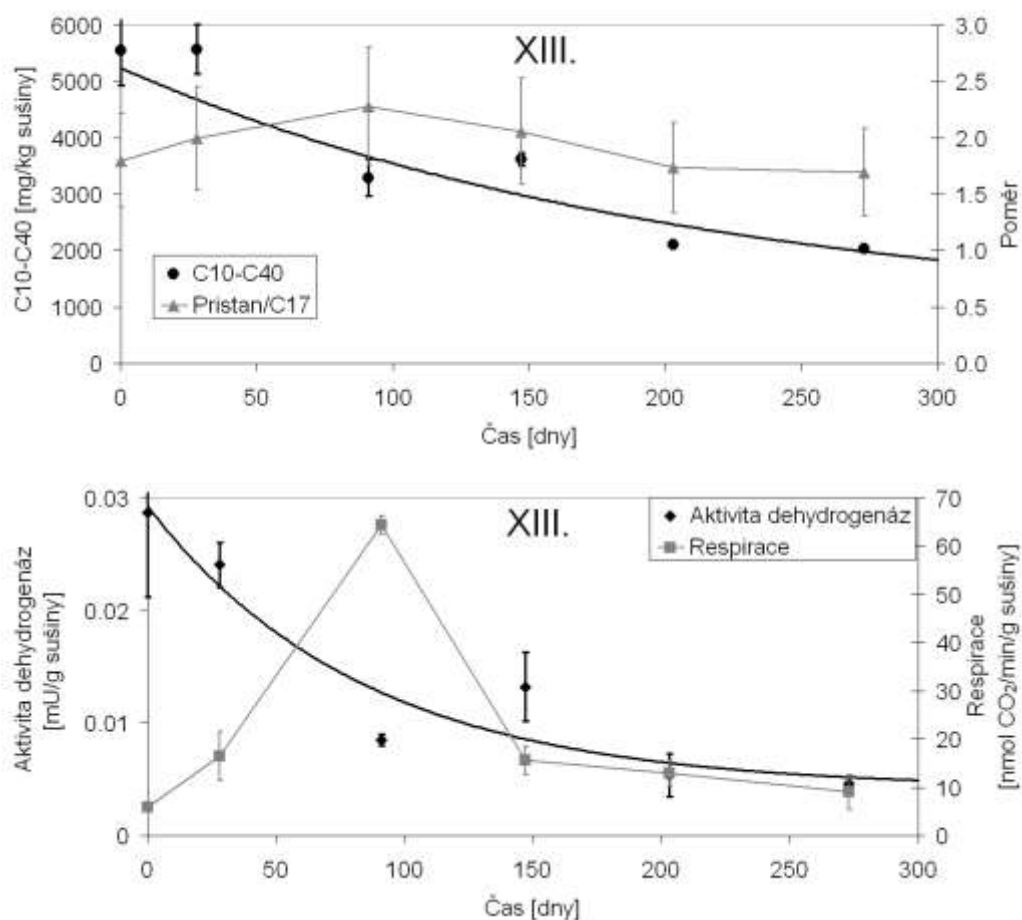 6000
5000
4000
3000
2000
1000
0
C10-C40 [mg/kg sušiny]
XIII.
3.0
2.5
2.0
1.5
1.0
0.5
0.0
Poměr
C10-C40
Pristan/C17
0 50 100 150 200 250 300
Čas [dny]
0.03
0.02
0.01
0
Aktivita dehydrogenáz
[mU/g sušiny]
XIII.
Aktivita dehydrogenáz
Respirace
70
60
50
40
30
20
10
0
Respirace
[nmol CO₂/min/g sušiny]
0 50 100 150 200 250 300
Čas [dny]